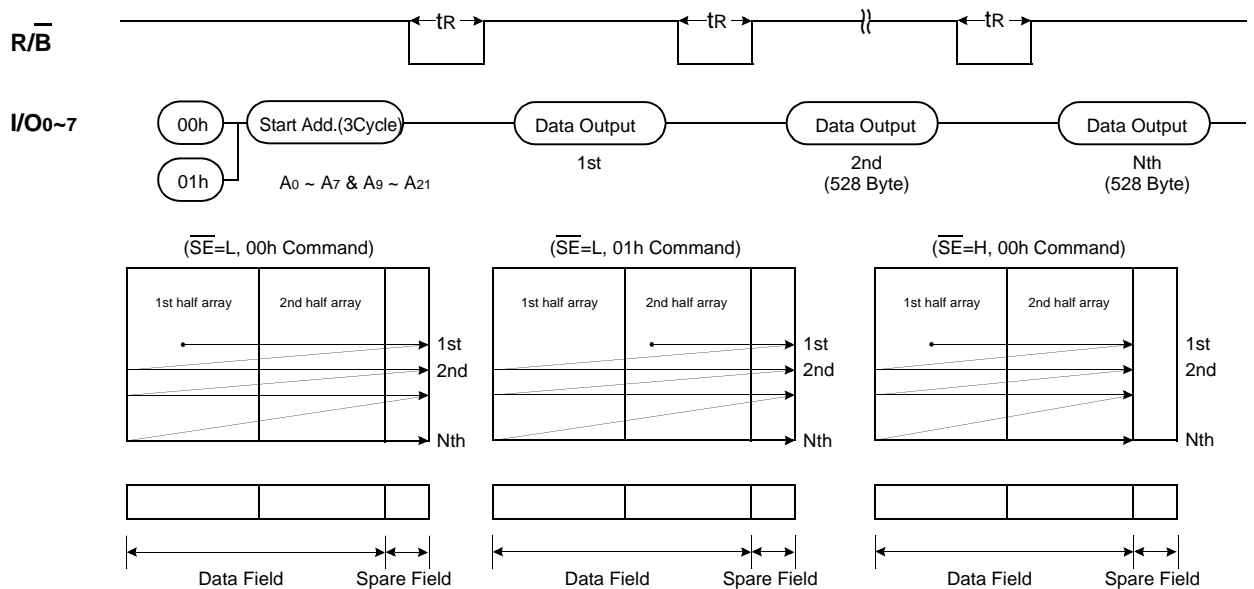 tR tR tR
R/B
I/O0~7
00h Start Add.(3Cycle) Data Output Data Output Data Output
01h
A0 ~ A7 & A9 ~ A21
1st 2nd Nth
(528 Byte) (528 Byte)
(SE=L, 00h Command) (SE=L, 01h Command) (SE=H, 00h Command)
1st half array 2nd half array 1st half array 2nd half array 1st half array 2nd half array
1st 1st 1st
2nd 2nd 2nd
Nth Nth Nth
Data Field Spare Field Data Field Spare Field Data Field Spare Field